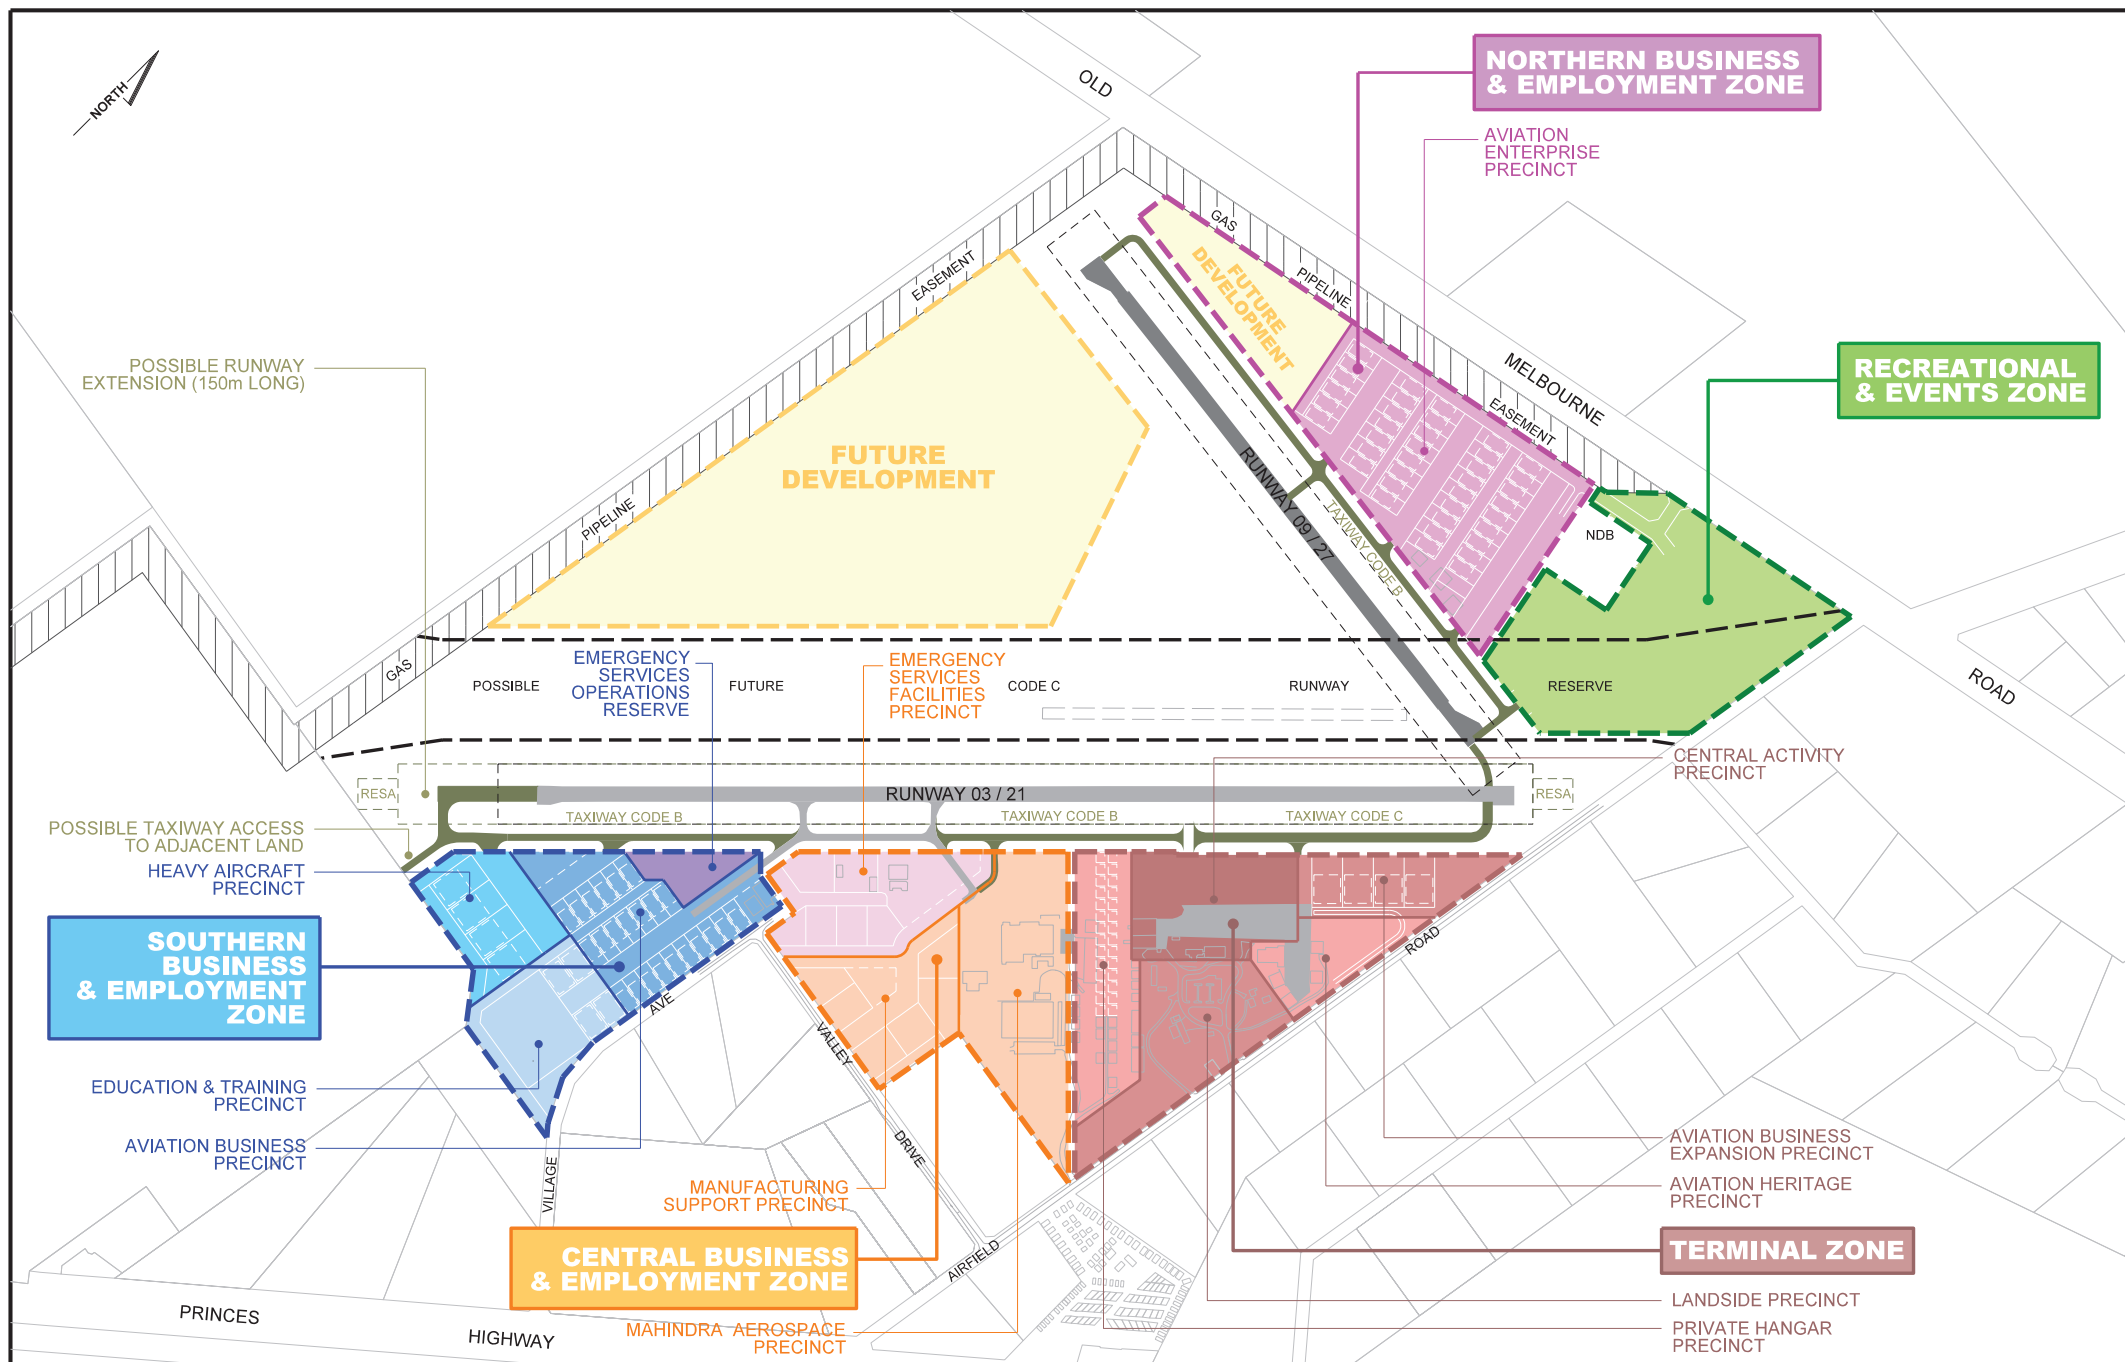 NORTH
OLD
NORTHERN BUSINESS
& EMPLOYMENT ZONE
AVIATION
ENTERPRISE
PRECINCT
GAS
PIPELINE
EASEMENT
MELBOURNE
ROAD
FUTURE
DEVELOPMENT
EASEMENT
PIPELINE
GAS
FUTURE
DEVELOPMENT
POSSIBLE RUNWAY
EXTENSION (150m LONG)
RECREATIONAL
& EVENTS ZONE
NDB
RUNWAY 09 / 27
TAXIWAY CODE B
EMERGENCY
SERVICES
OPERATIONS
RESERVE
EMERGENCY
SERVICES
FACILITIES
PRECINCT
POSSIBLE FUTURE CODE C RUNWAY RESERVE
CENTRAL ACTIVITY
PRECINCT
RESA
RUNWAY 03 / 21
RESA
TAXIWAY CODE B
TAXIWAY CODE B
TAXIWAY CODE C
POSSIBLE TAXIWAY ACCESS
TO ADJACENT LAND
HEAVY AIRCRAFT
PRECINCT
SOUTHERN
BUSINESS
& EMPLOYMENT
ZONE
EDUCATION & TRAINING
PRECINCT
AVIATION BUSINESS
PRECINCT
VILLAGE
AVE
VALLEY
DRIVE
AIRFIELD
ROAD
MANUFACTURING
SUPPORT PRECINCT
CENTRAL BUSINESS
& EMPLOYMENT ZONE
MAHINDRA AEROSPACE
PRECINCT
AVIATION BUSINESS
EXPANSION PRECINCT
AVIATION HERITAGE
PRECINCT
TERMINAL ZONE
LANDSIDE PRECINCT
PRIVATE HANGAR
PRECINCT
PRINCES
HIGHWAY